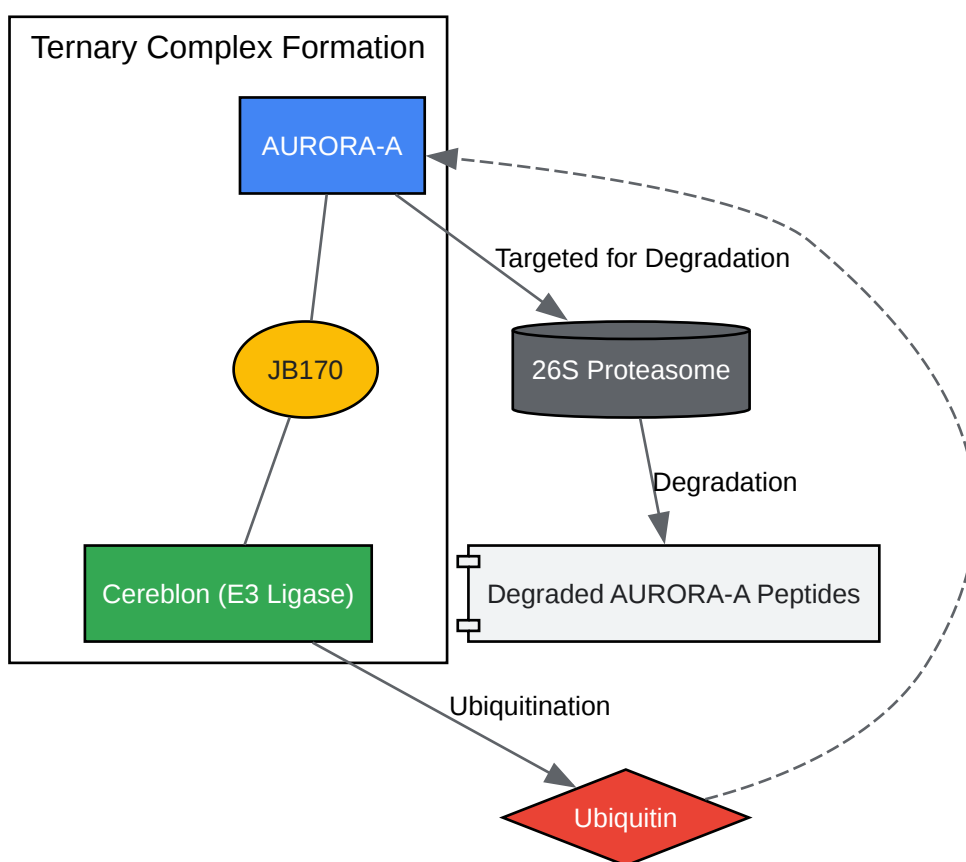 Ternary Complex Formation
AURORA-A
Targeted for Degradation
JB170
26S Proteasome
Degradation
Cereblon (E3 Ligase)
Degraded AURORA-A Peptides
Ubiquitination
Ubiquitin